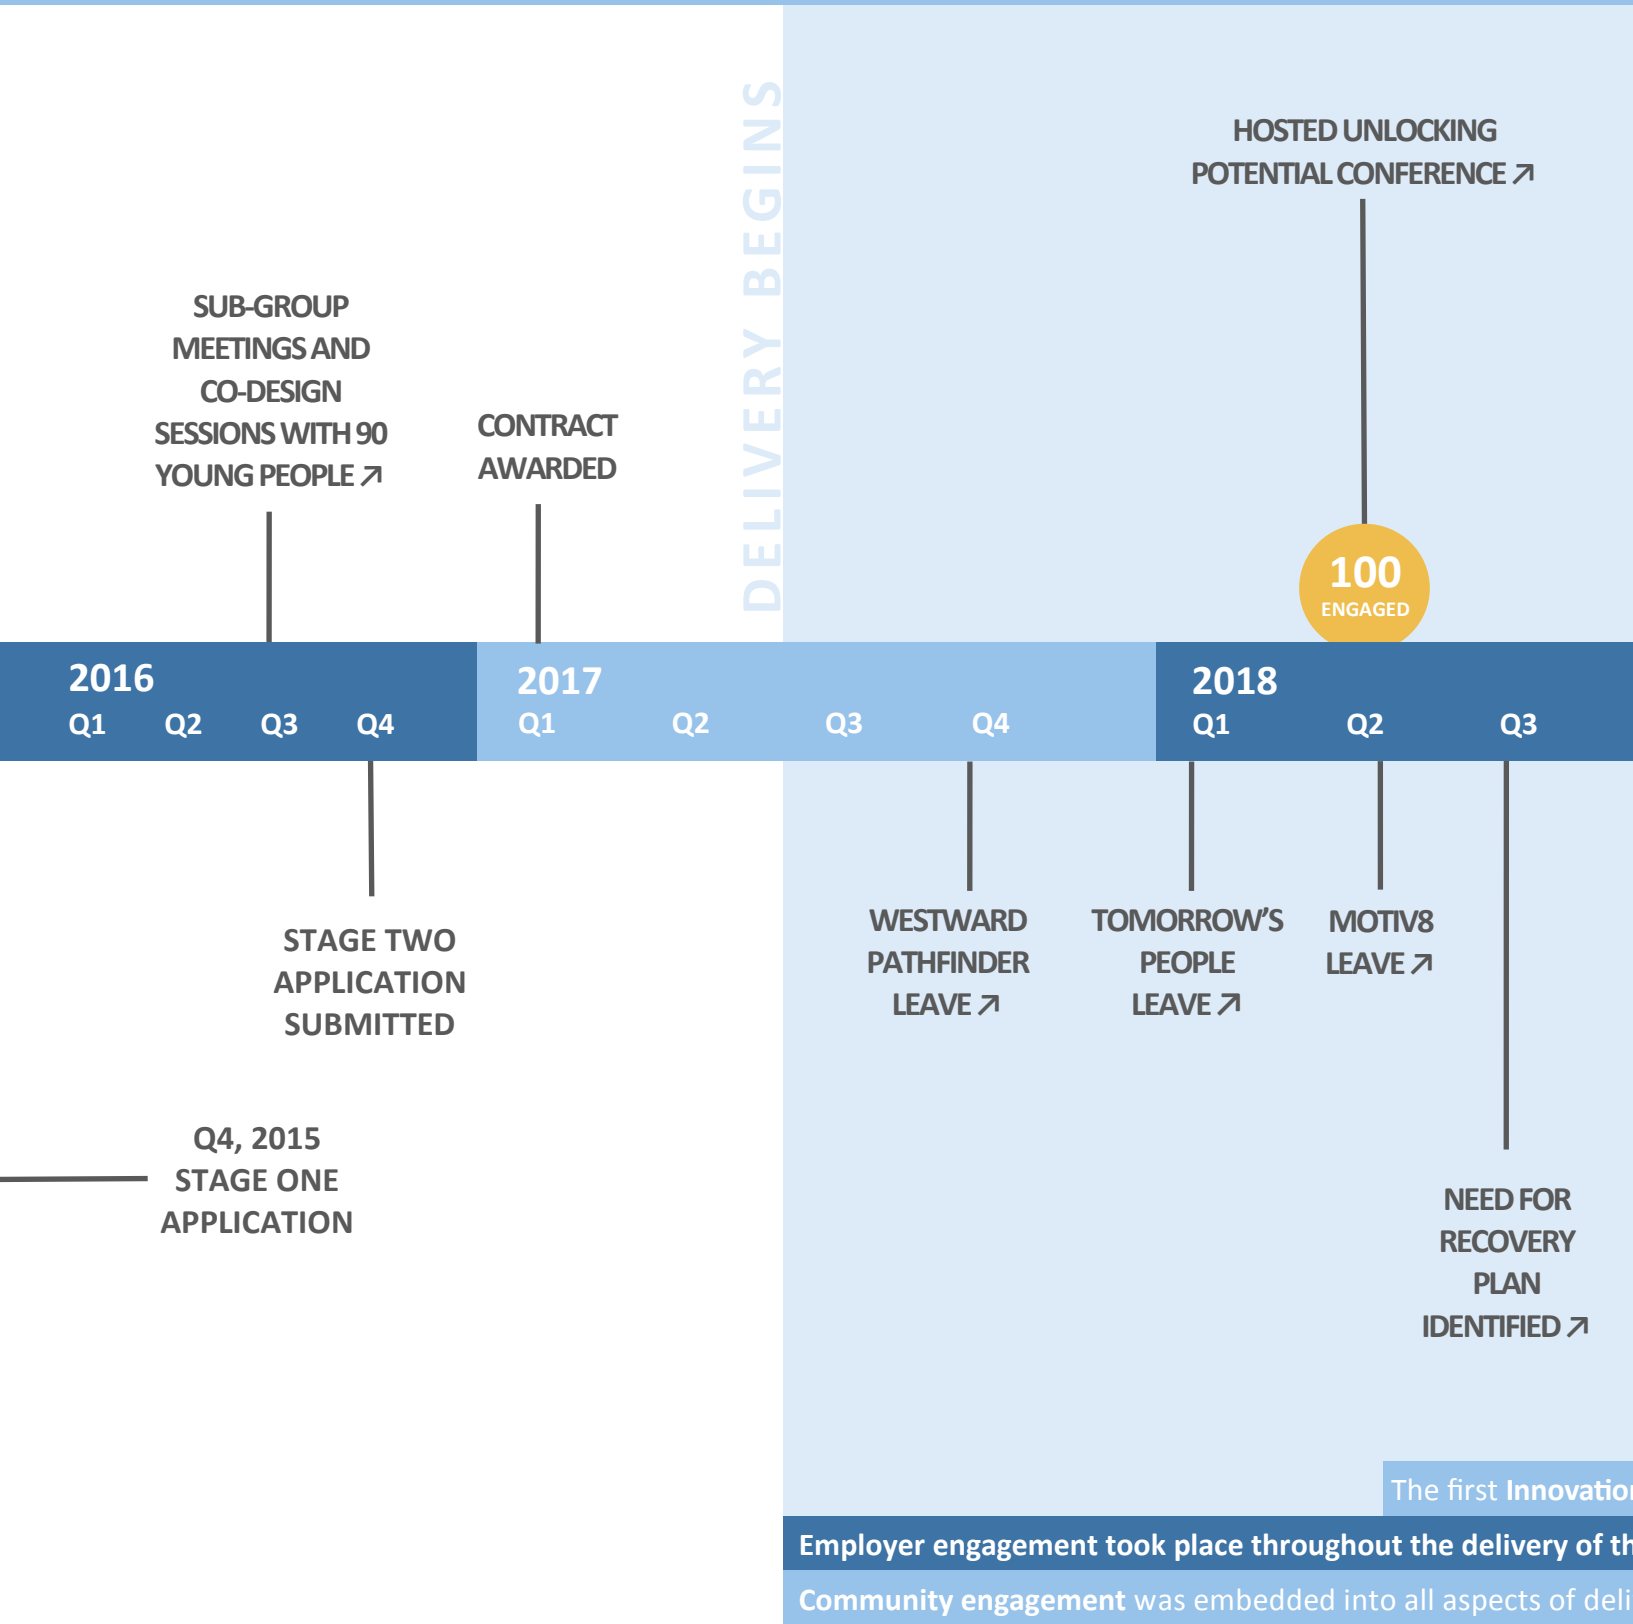 DELIVERY BEGINS
HOSTED UNLOCKING
POTENTIAL CONFERENCE ↗
SUB-GROUP
MEETINGS AND
CO-DESIGN
SESSIONS WITH 90
YOUNG PEOPLE ↗
CONTRACT
AWARDED
100
ENGAGED
2016
Q1 Q2 Q3 Q4
2017
Q1 Q2 Q3 Q4
2018
Q1 Q2 Q3
STAGE TWO
APPLICATION
SUBMITTED
WESTWARD
PATHFINDER
LEAVE ↗
TOMORROW'S
PEOPLE
LEAVE ↗
MOTIV8
LEAVE ↗
Q4, 2015
STAGE ONE
APPLICATION
NEED FOR
RECOVERY
PLAN
IDENTIFIED ↗
The first Innovation
Employer engagement took place throughout the delivery of th
Community engagement was embedded into all aspects of deli